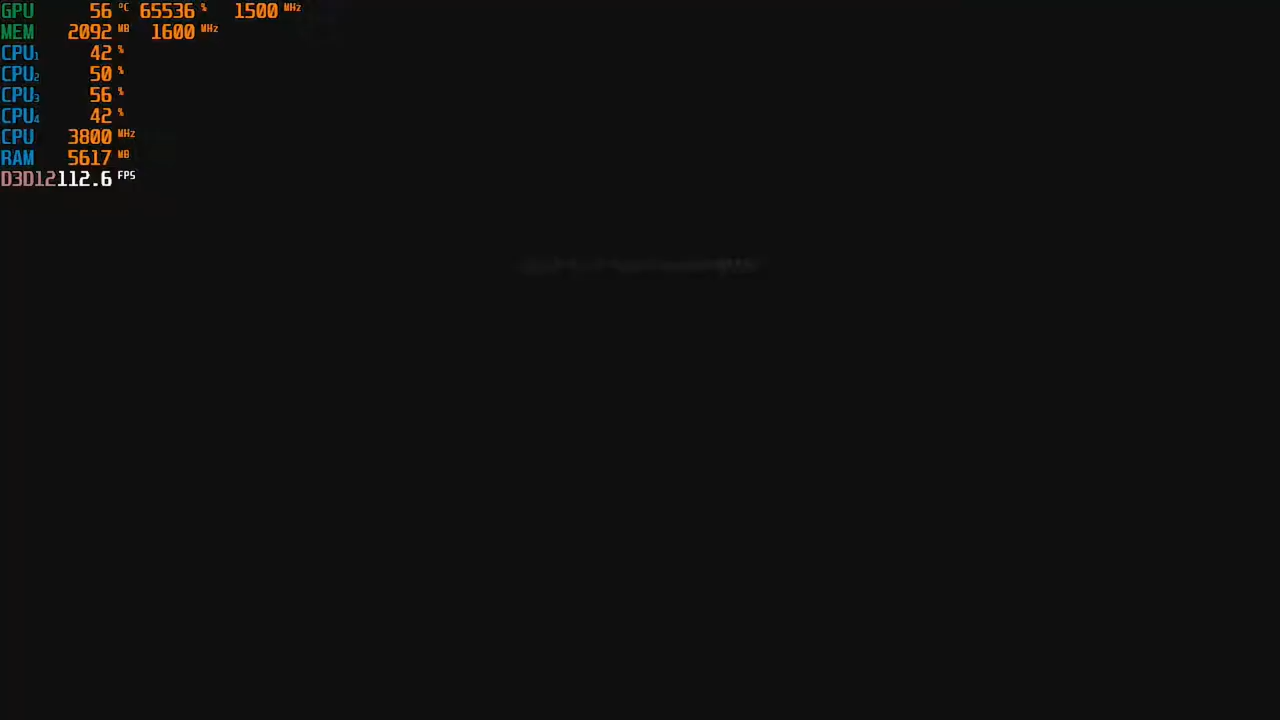 GPU 56 °C 65536 % 1500 MHz
MEM 2092 MB 1600 MHz
CPU1 42 %
CPU2 50 %
CPU3 56 %
CPU4 42 %
CPU 3800 MHz
RAM 5617 MB
D3D12 112.6 FPS